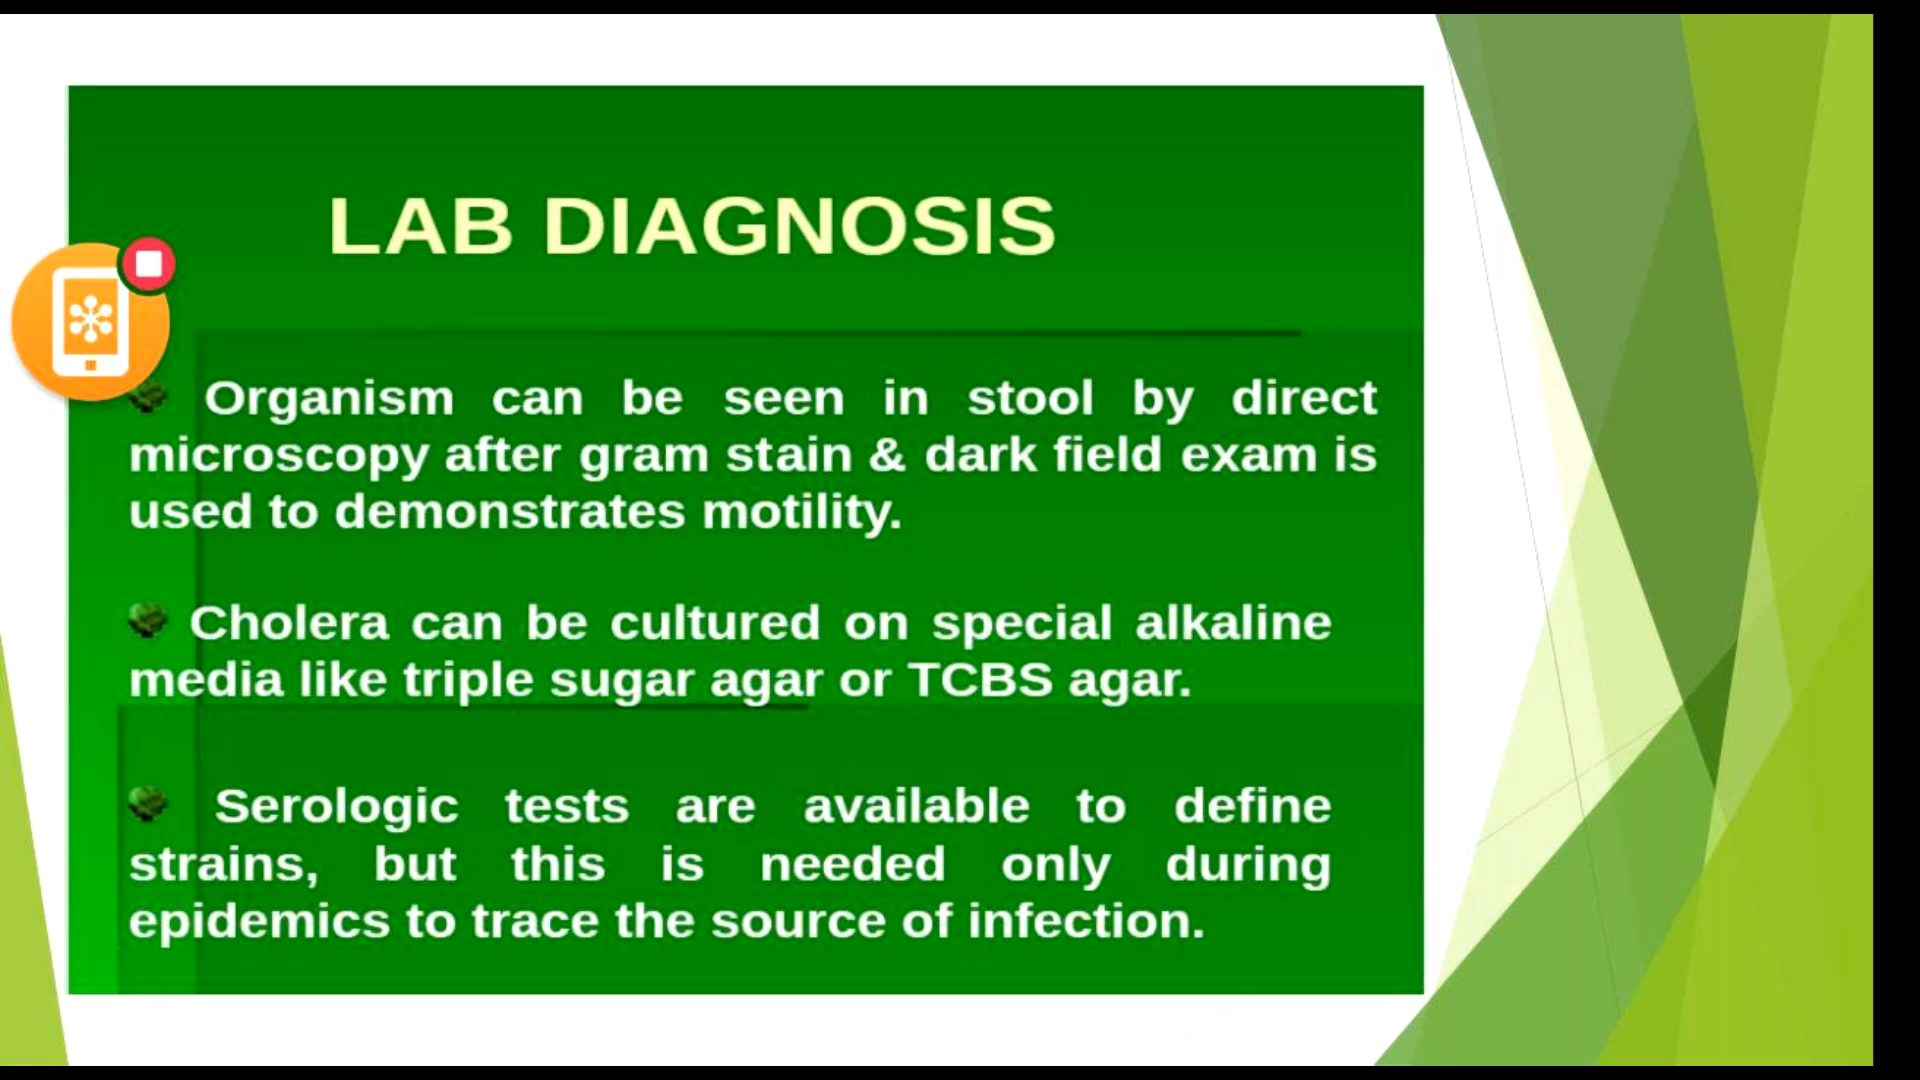 LAB DIAGNOSIS
Organism can be seen in stool by direct
microscopy after gram stain & dark field exam is
used to demonstrates motility.
Cholera can be cultured on special alkaline
media like triple sugar agar or TCBS agar.
Serologic tests are available to define
strains, but this is needed only during
epidemics to trace the source of infection.